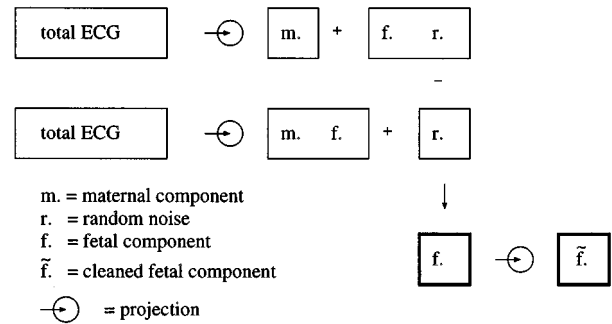 total ECG m. + f. r.
–
total ECG m. f. + r.
m. = maternal component
r. = random noise
f. = fetal component
f̃. = cleaned fetal component
= projection
f. f̃.